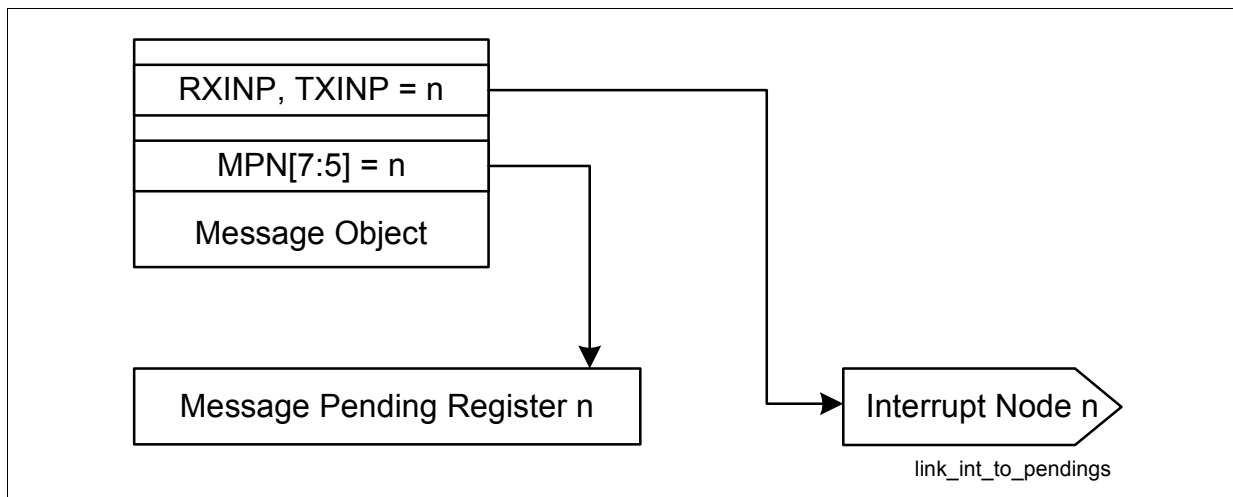 RXINP, TXINP = n
MPN[7:5] = n
Message Object
Message Pending Register n
Interrupt Node n
link_int_to_pendings